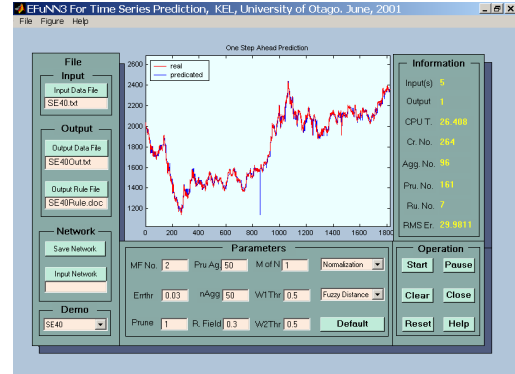 EFuNN3 For Time Series Prediction, KEL, University of Otago. June, 2001
File Figure Help
File
Input
Input Data File
SE40.txt
Output
Output Data File
SE40Out.txt
Output Rule File
SE40Rule.doc
Network
Save Network
Input Network
Demo
SE40
One Step Ahead Prediction
real
predicated
2600
2400
2200
2000
1800
1600
1400
1200
1000
0 200 400 600 800 1000 1200 1400 1600 1800
Parameters
MF No. 2 Pru Ag. 50 M of N 1 Normalization
Errthr 0.03 nAgg 50 W1Thr 0.5 Fuzzy Distance
Prune 1 R. Field 0.3 W2Thr 0.5 Default
Information
Input(s) 5
Output 1
CPU T. 26.408
Cr. No. 264
Agg. No. 96
Pru. No. 161
Ru. No. 7
RMS Er. 29.9811
Operation
Start Pause
Clear Close
Reset Help